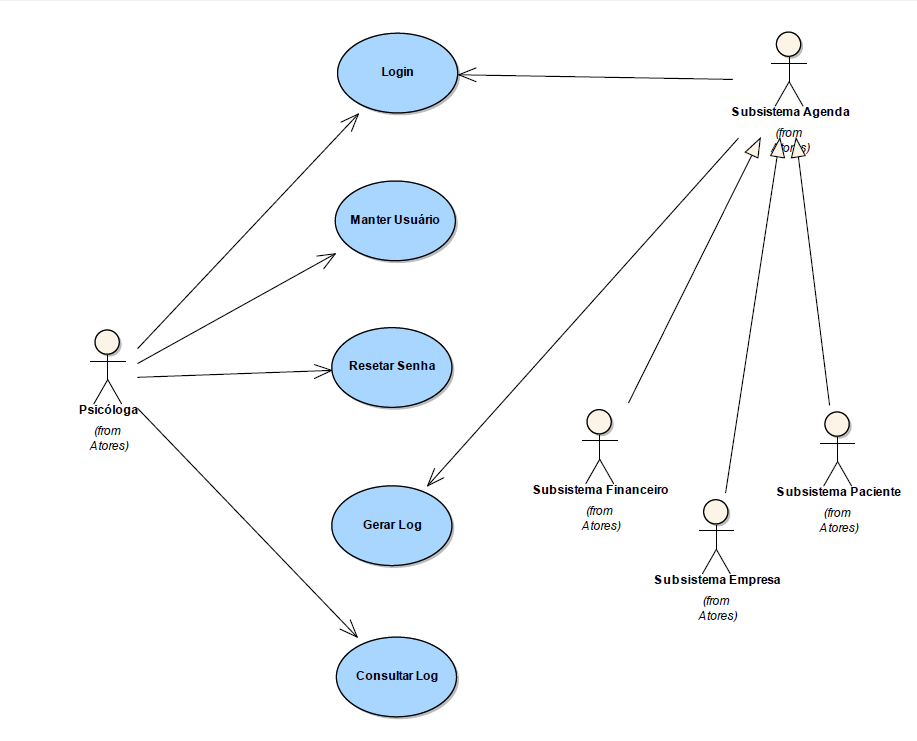 Login
Subsistema Agenda
(from
Atores)
Manter Usuário
Resetar Senha
Psicóloga
(from
Atores)
Gerar Log
Subsistema Financeiro
(from
Atores)
Subsistema Paciente
(from
Atores)
Subsistema Empresa
(from
Atores)
Consultar Log